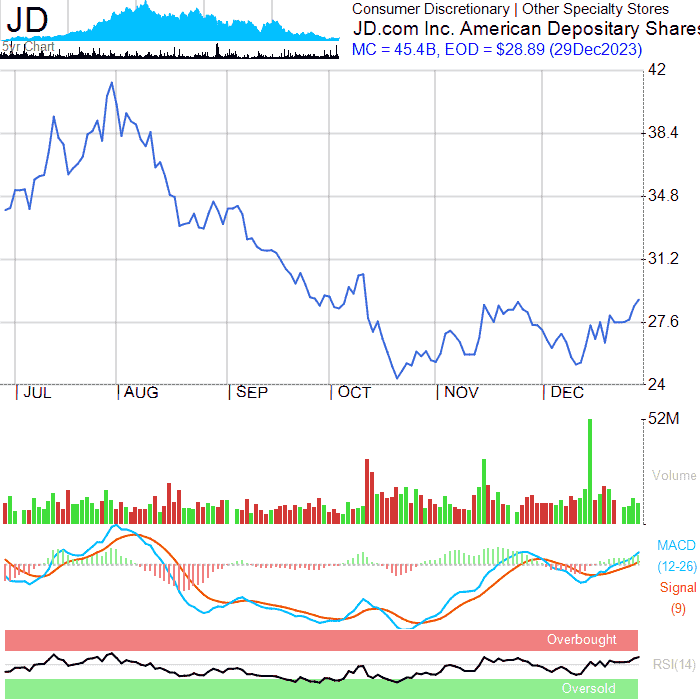 JD
5yr Chart
Consumer Discretionary | Other Specialty Stores
JD.com Inc. American Depositary Shares
MC = 45.4B, EOD = $28.89 (29Dec2023)
42
38.4
34.8
31.2
27.6
24
JUL AUG SEP OCT NOV DEC
52M
Volume
MACD
(12-26)
Signal
(9)
Overbought
RSI(14)
Oversold